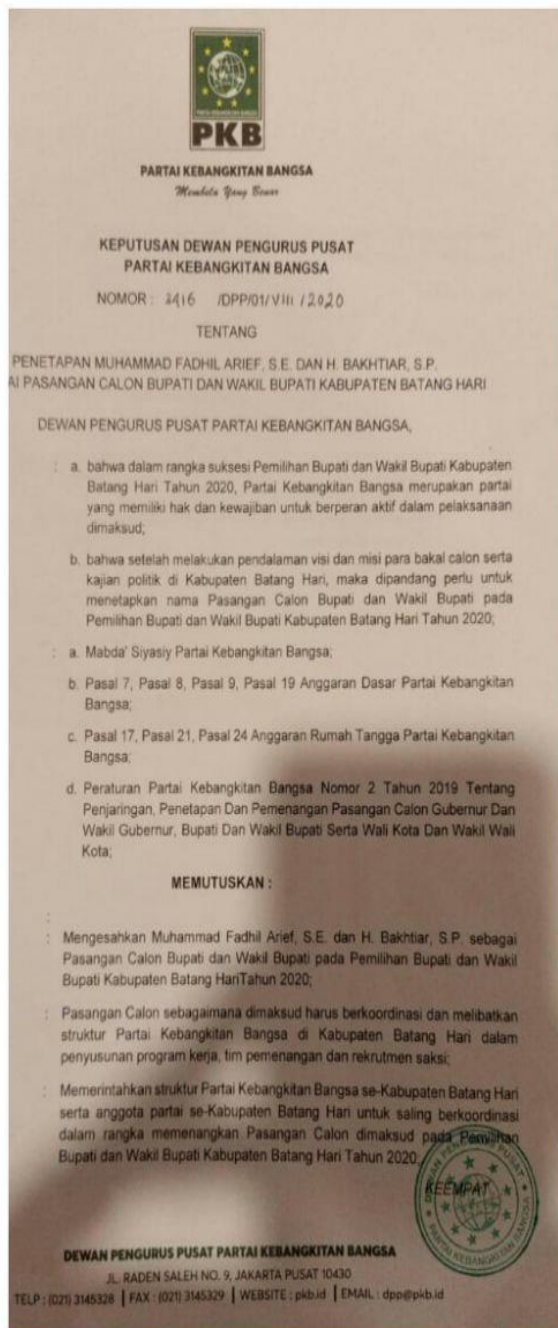 PKB
PARTAI KEBANGKITAN BANGSA
Membela Yang Benar
KEPUTUSAN DEWAN PENGURUS PUSAT
PARTAI KEBANGKITAN BANGSA
NOMOR : 3416 /DPP/01/VIII/2020
TENTANG
PENETAPAN MUHAMMAD FADHIL ARIEF, S.E. DAN H. BAKHTIAR, S.P.
AI PASANGAN CALON BUPATI DAN WAKIL BUPATI KABUPATEN BATANG HARI
DEWAN PENGURUS PUSAT PARTAI KEBANGKITAN BANGSA,
: a. bahwa dalam rangka suksesi Pemilihan Bupati dan Wakil Bupati Kabupaten
Batang Hari Tahun 2020, Partai Kebangkitan Bangsa merupakan partai
yang memiliki hak dan kewajiban untuk berperan aktif dalam pelaksanaan
dimaksud;
b. bahwa setelah melakukan pendalaman visi dan misi para bakal calon serta
kajian politik di Kabupaten Batang Hari, maka dipandang perlu untuk
menetapkan nama Pasangan Calon Bupati dan Wakil Bupati pada
Pemilihan Bupati dan Wakil Bupati Kabupaten Batang Hari Tahun 2020;
: a. Mabda' Siyasiy Partai Kebangkitan Bangsa;
b. Pasal 7, Pasal 8, Pasal 9, Pasal 19 Anggaran Dasar Partai Kebangkitan
Bangsa;
c. Pasal 17, Pasal 21, Pasal 24 Anggaran Rumah Tangga Partai Kebangkitan
Bangsa;
d. Peraturan Partai Kebangkitan Bangsa Nomor 2 Tahun 2019 Tentang
Penjaringan, Penetapan Dan Pemenangan Pasangan Calon Gubernur Dan
Wakil Gubernur, Bupati Dan Wakil Bupati Serta Wali Kota Dan Wakil Wali
Kota;
MEMUTUSKAN :
:
: Mengesahkan Muhammad Fadhil Arief, S.E. dan H. Bakhtiar, S.P. sebagai
Pasangan Calon Bupati dan Wakil Bupati pada Pemilihan Bupati dan Wakil
Bupati Kabupaten Batang HariTahun 2020;
: Pasangan Calon sebagaimana dimaksud harus berkoordinasi dan melibatkan
struktur Partai Kebangkitan Bangsa di Kabupaten Batang Hari dalam
penyusunan program kerja, tim pemenangan dan rekrutmen saksi;
: Memerintahkan struktur Partai Kebangkitan Bangsa se-Kabupaten Batang Hari
serta anggota partai se-Kabupaten Batang Hari untuk saling berkoordinasi
dalam rangka memenangkan Pasangan Calon dimaksud pada
Bupati dan Wakil Bupati Kabupaten Batang Hari Tahun 2020.
KEEMPAT
DEWAN PENGURUS PUSAT
PARTAI KEBANGKITAN BANGSA
DEWAN PENGURUS PUSAT PARTAI KEBANGKITAN BANGSA
JL. RADEN SALEH NO. 9, JAKARTA PUSAT 10430
TELP : (021) 3145328 | FAX : (021) 3145329 | WEBSITE : pkb.id | EMAIL : dpp@pkb.id